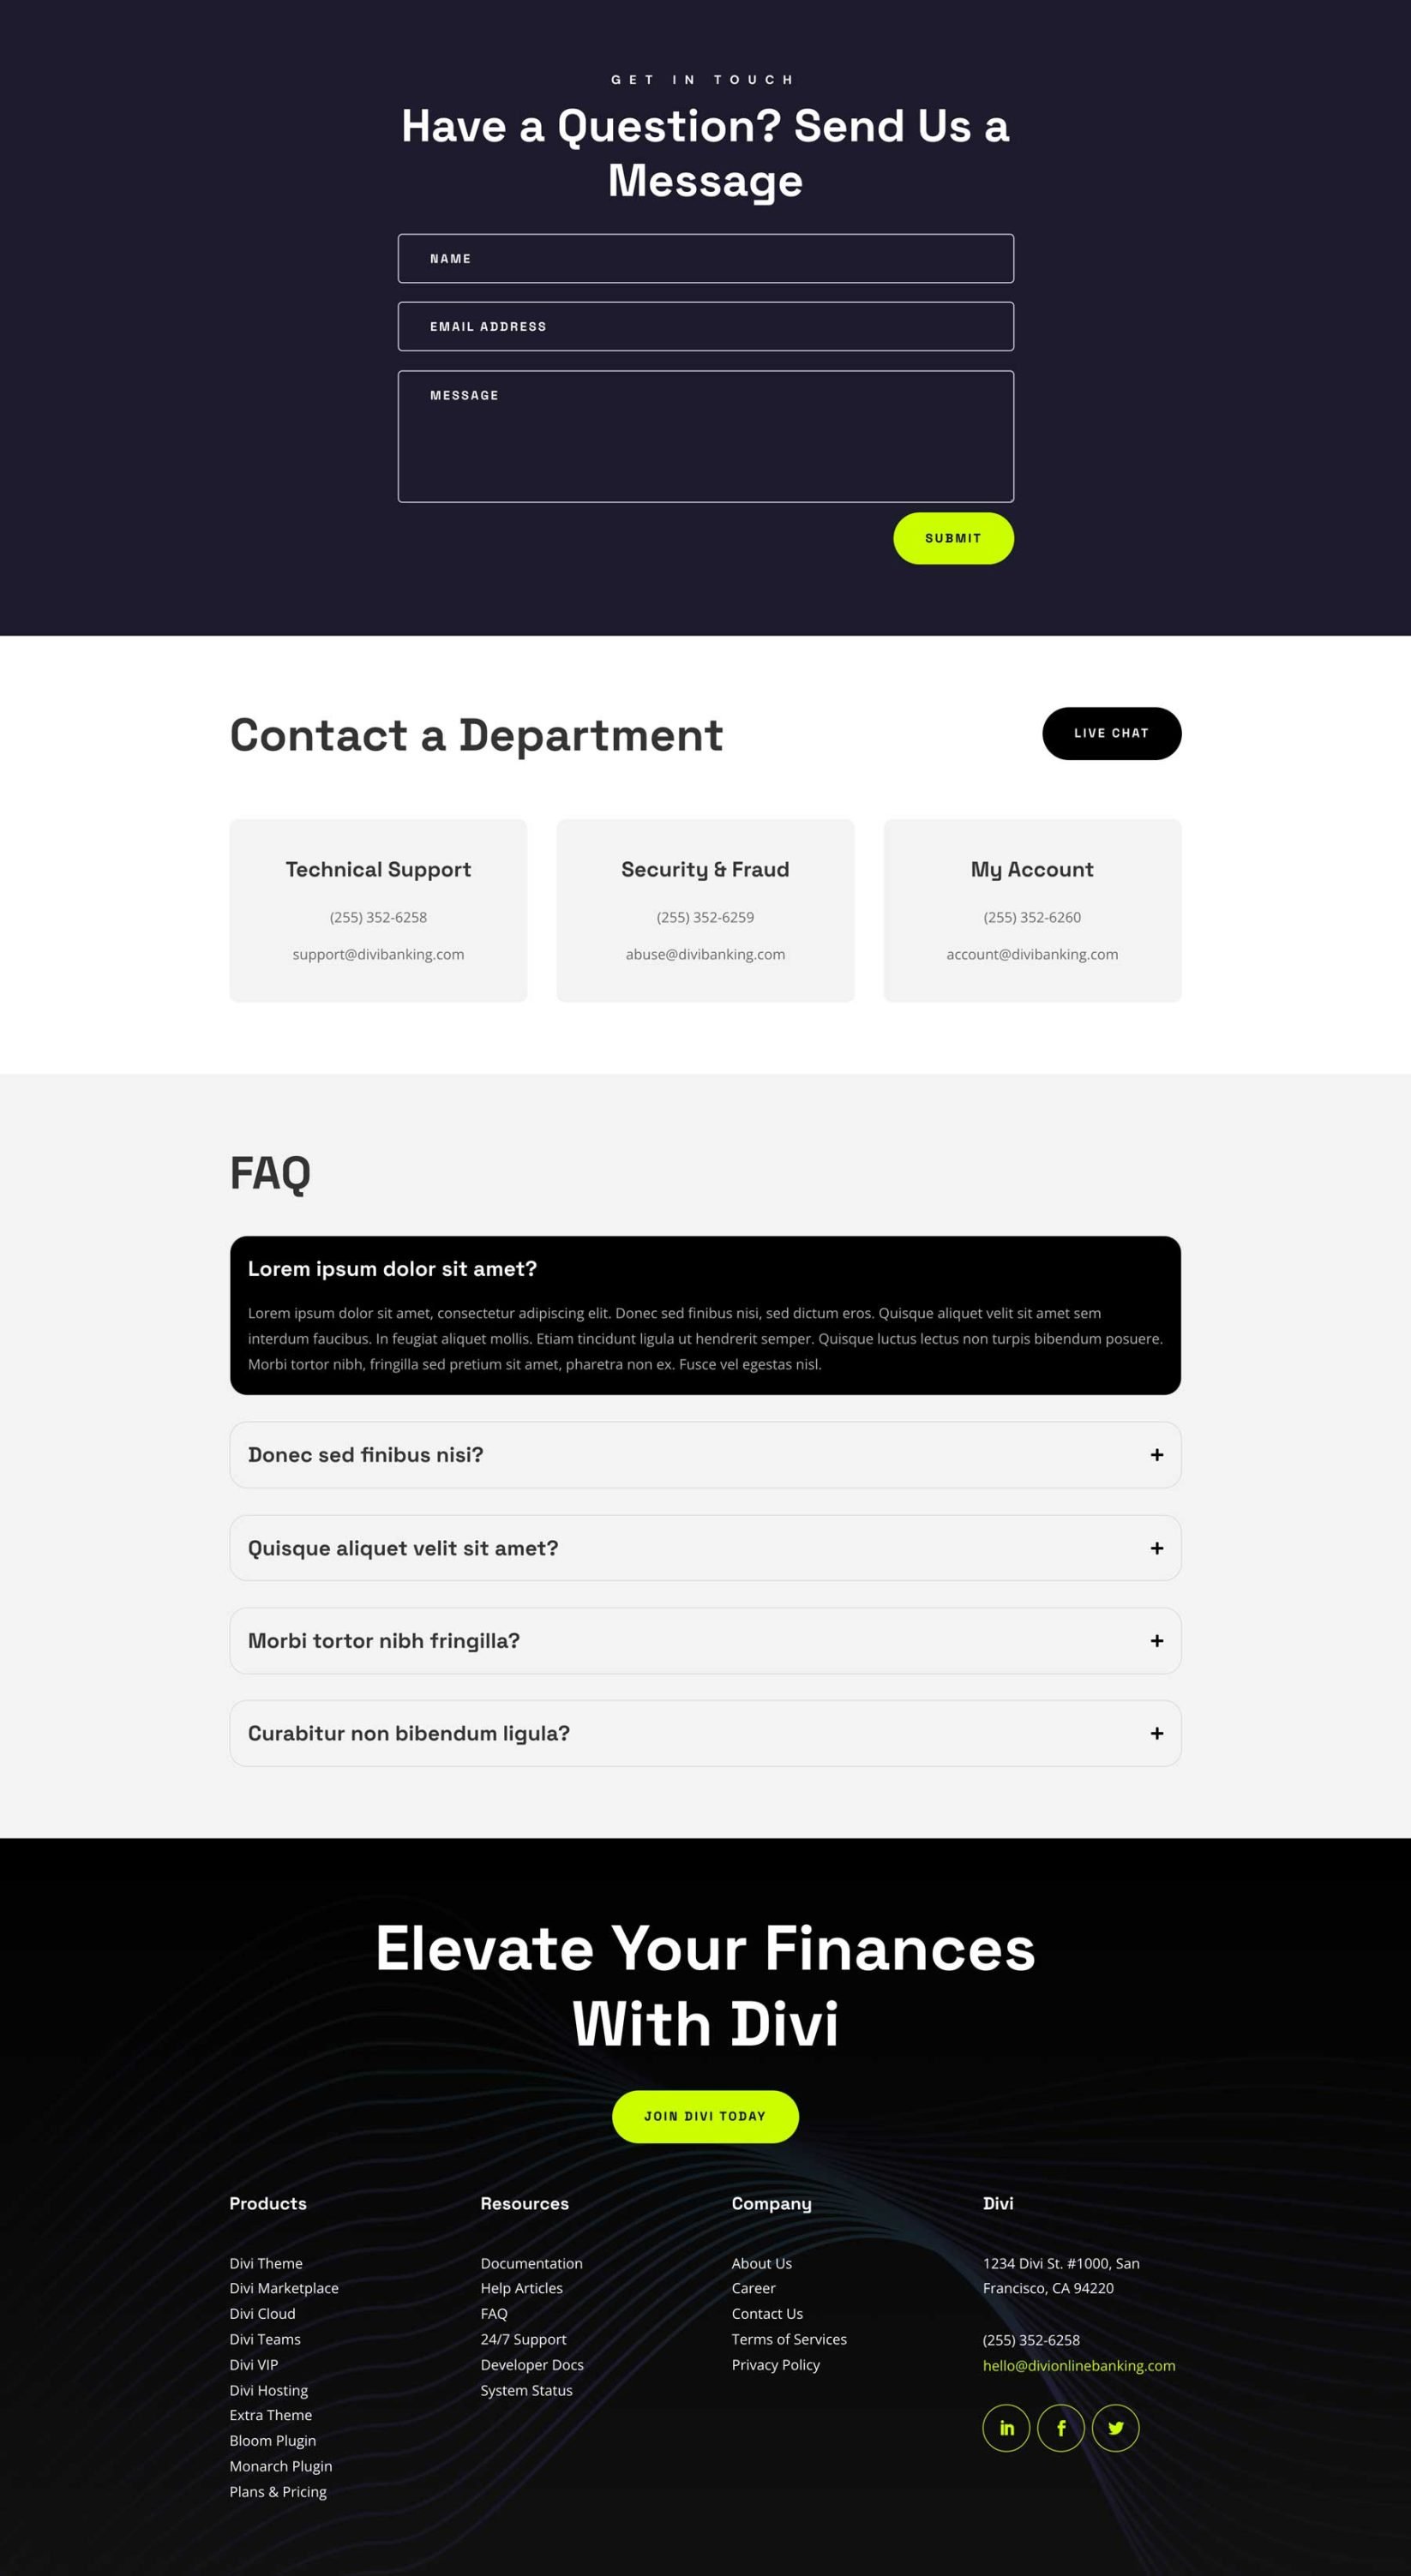 GET IN TOUCH
Have a Question? Send Us a
Message
NAME
EMAIL ADDRESS
MESSAGE
SUBMIT
Contact a Department
LIVE CHAT
Technical Support
(255) 352-6258
support@divibanking.com
Security & Fraud
(255) 352-6259
abuse@divibanking.com
My Account
(255) 352-6260
account@divibanking.com
FAQ
Lorem ipsum dolor sit amet?
Lorem ipsum dolor sit amet, consectetur adipiscing elit. Donec sed finibus nisi, sed dictum eros. Quisque aliquet velit sit amet sem
interdum faucibus. In feugiat aliquet mollis. Etiam tincidunt ligula ut hendrerit semper. Quisque luctus lectus non turpis bibendum posuere.
Morbi tortor nibh, fringilla sed pretium sit amet, pharetra non ex. Fusce vel egestas nisl.
Donec sed finibus nisi?
Quisque aliquet velit sit amet?
Morbi tortor nibh fringilla?
Curabitur non bibendum ligula?
Elevate Your Finances
With Divi
JOIN DIVI TODAY
Products
Divi Theme
Divi Marketplace
Divi Cloud
Divi Teams
Divi VIP
Divi Hosting
Extra Theme
Bloom Plugin
Monarch Plugin
Plans & Pricing
Resources
Documentation
Help Articles
FAQ
24/7 Support
Developer Docs
System Status
Company
About Us
Career
Contact Us
Terms of Services
Privacy Policy
Divi
1234 Divi St. #1000, San
Francisco, CA 94220
(255) 352-6258
hello@divionlinebanking.com